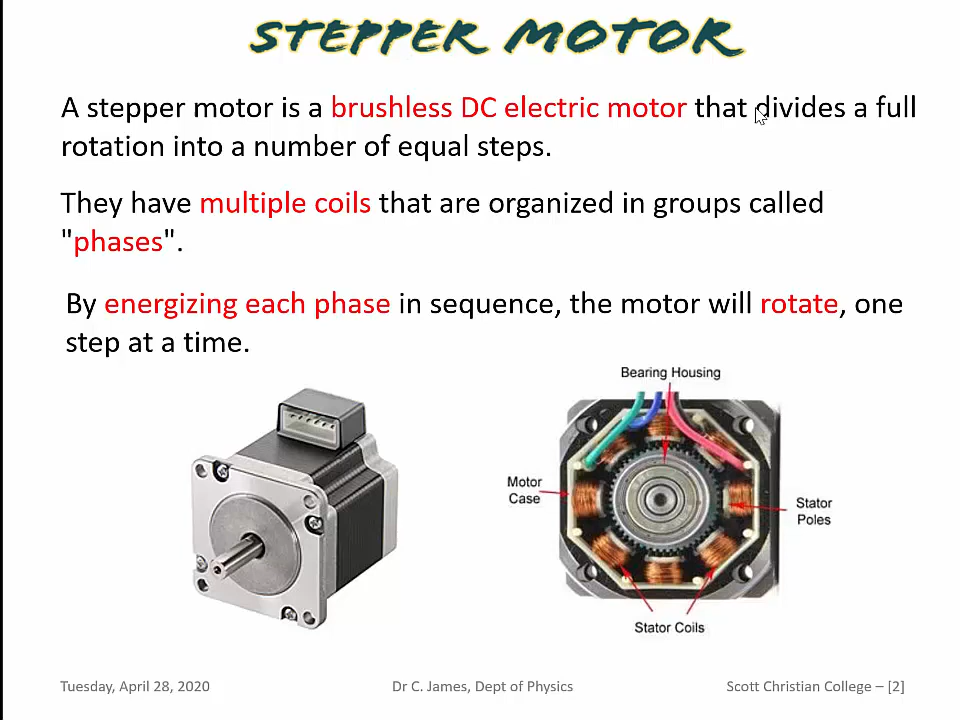 STEPPER MOTOR
A stepper motor is a brushless DC electric motor that divides a full
rotation into a number of equal steps.
They have multiple coils that are organized in groups called
"phases".
By energizing each phase in sequence, the motor will rotate, one
step at a time.
Bearing Housing
Motor
Case
Stator
Poles
Stator Coils
Tuesday, April 28, 2020
Dr C. James, Dept of Physics
Scott Christian College – [2]